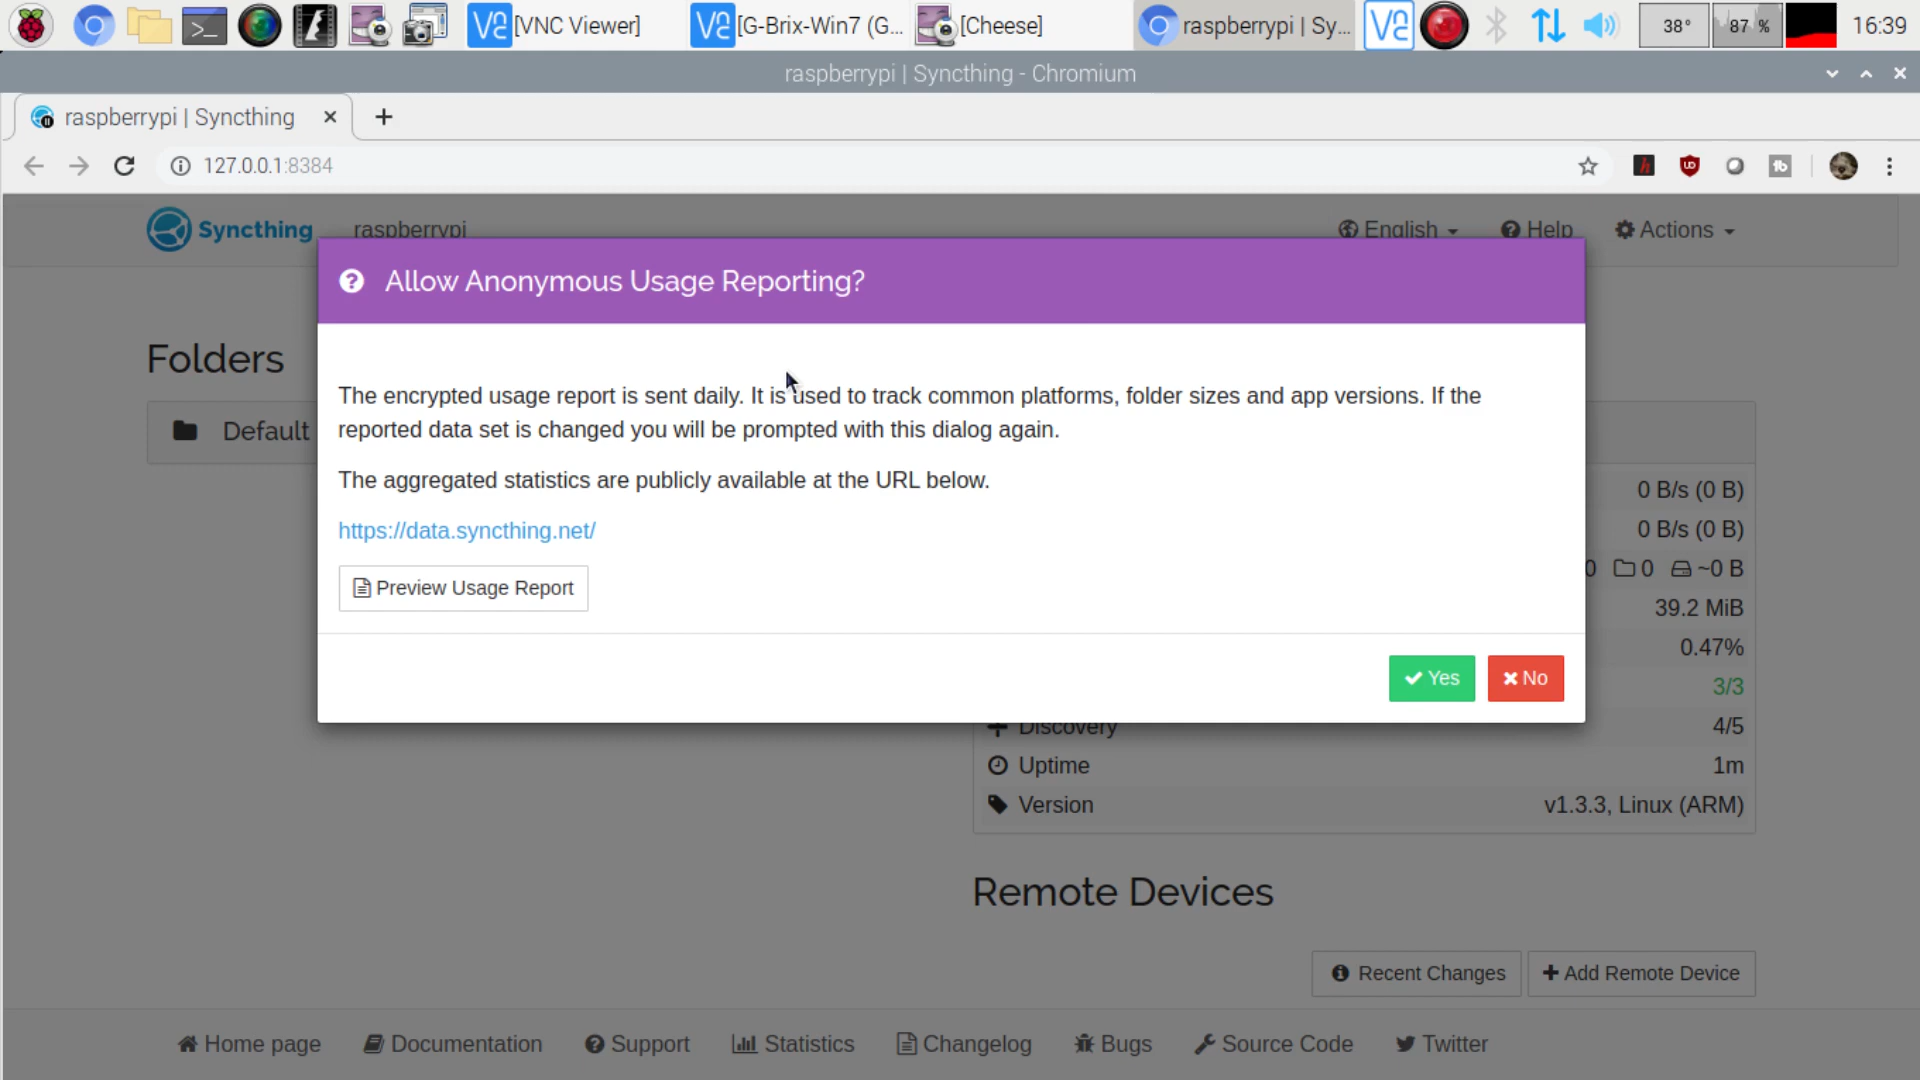 [VNC Viewer] [G-Brix-Win7 (G... [Cheese] raspberrypi | Sy... 38° 87 % 16:39
raspberrypi | Syncthing - Chromium
raspberrypi | Syncthing
127.0.0.1:8384
Syncthing raspberrypi English Help Actions
Allow Anonymous Usage Reporting?
Folders
Default
The encrypted usage report is sent daily. It is used to track common platforms, folder sizes and app versions. If the
reported data set is changed you will be prompted with this dialog again.
The aggregated statistics are publicly available at the URL below.
https://data.syncthing.net/
Preview Usage Report
Yes No
0 B/s (0 B)
0 B/s (0 B)
0 0 ~0 B
39.2 MiB
0.47%
3/3
Discovery 4/5
Uptime 1m
Version v1.3.3, Linux (ARM)
Remote Devices
Recent Changes Add Remote Device
Home page Documentation Support Statistics Changelog Bugs Source Code Twitter